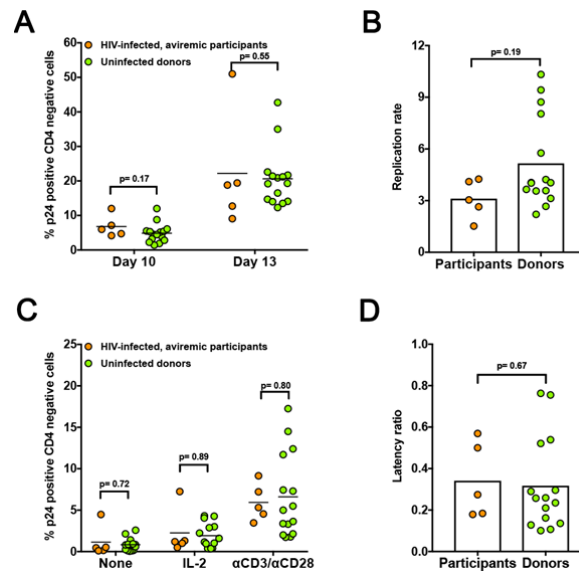 A
HIV-infected, aviremic participants
Uninfected donors
% p24 positive CD4 negative cells
60
50
40
30
20
10
0
p= 0.17
p= 0.55
Day 10
Day 13
B
Replication rate
12
9
6
3
0
p= 0.19
Participants Donors
C
HIV-infected, aviremic participants
Uninfected donors
% p24 positive CD4 negative cells
25
20
15
10
5
0
p= 0.72
p= 0.89
p= 0.80
None
IL-2
αCD3/αCD28
D
Latency ratio
1.0
0.8
0.6
0.4
0.2
0.0
p= 0.67
Participants Donors